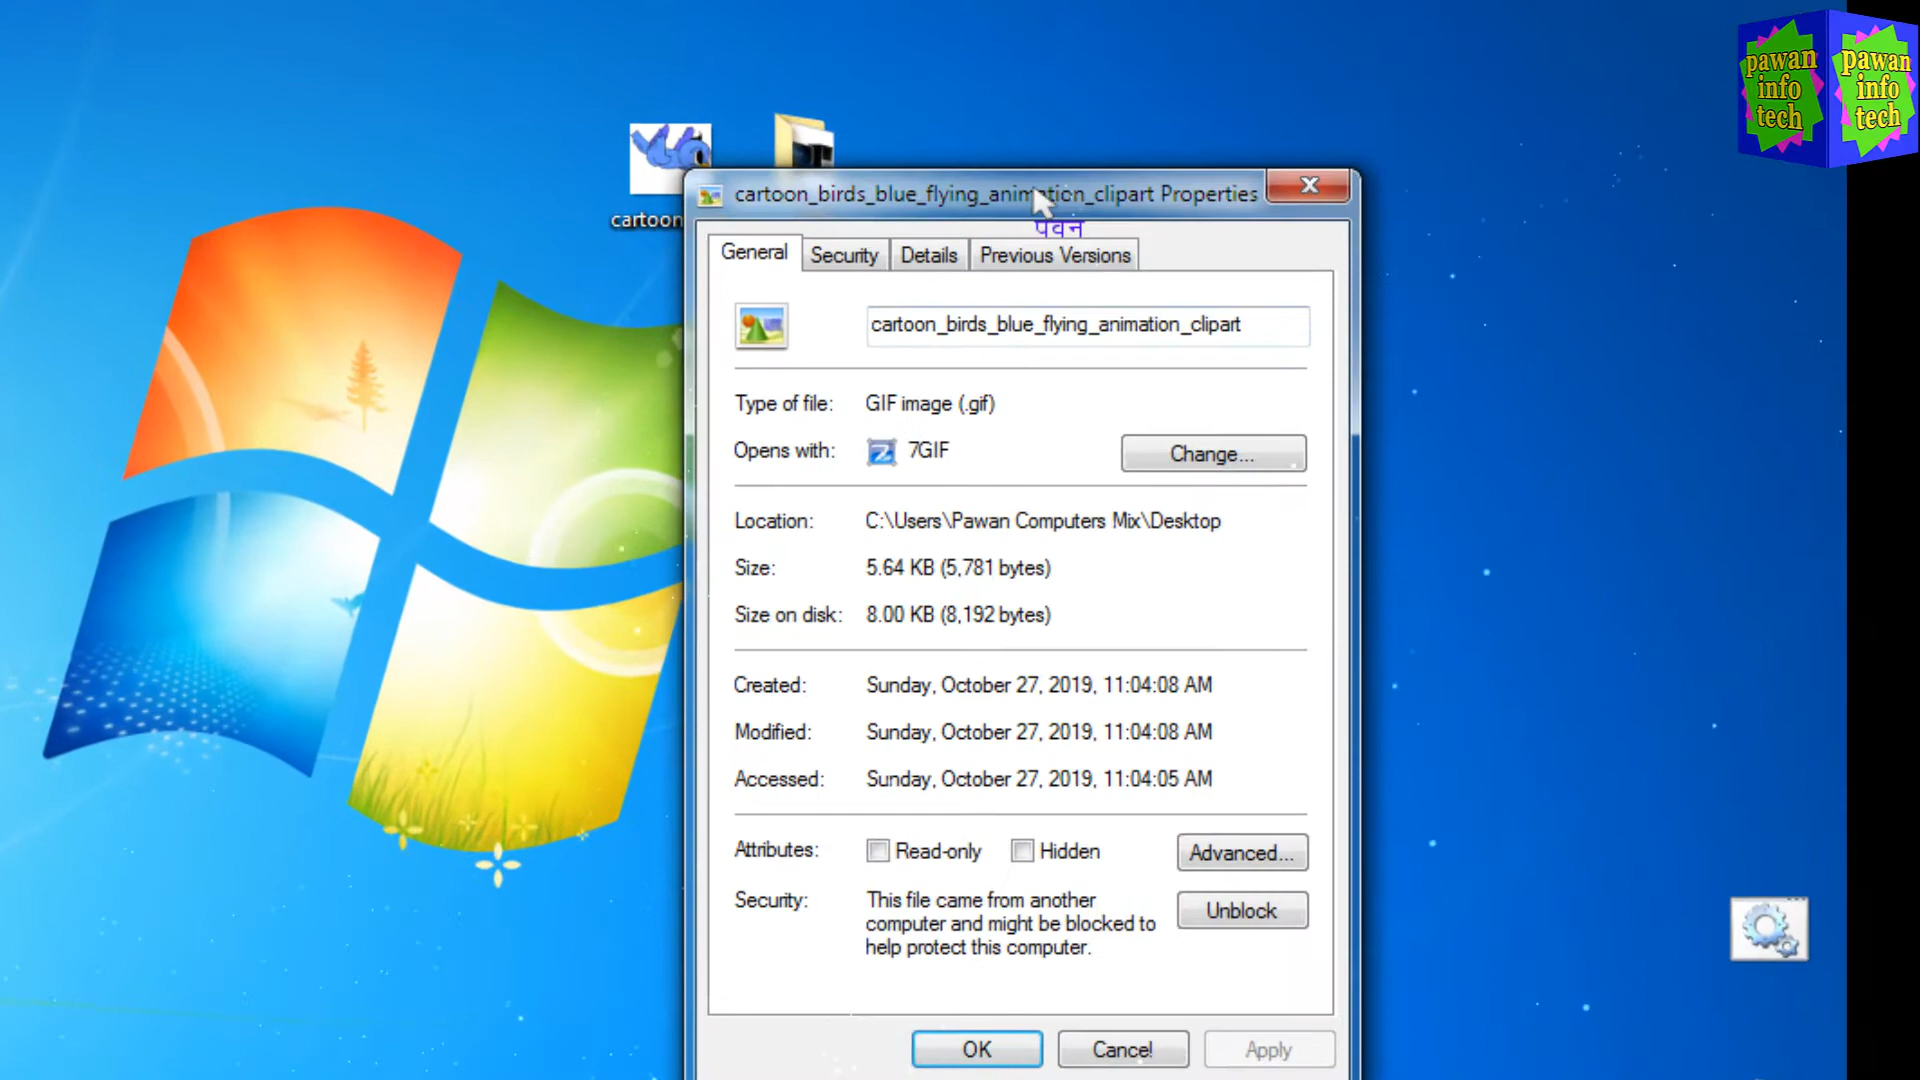 pawan
info
tech
pawan
info
tech
cartoon
cartoon_birds_blue_flying_animation_clipart Properties
पवन
General
Security
Details
Previous Versions
cartoon_birds_blue_flying_animation_clipart
Type of file: GIF image (.gif)
Opens with: 7GIF
Change...
Location: C:\Users\Pawan Computers Mix\Desktop
Size: 5.64 KB (5,781 bytes)
Size on disk: 8.00 KB (8,192 bytes)
Created: Sunday, October 27, 2019, 11:04:08 AM
Modified: Sunday, October 27, 2019, 11:04:08 AM
Accessed: Sunday, October 27, 2019, 11:04:05 AM
Attributes: Read-only Hidden Advanced...
Security: This file came from another
computer and might be blocked to
help protect this computer.
Unblock
OK Cancel Apply